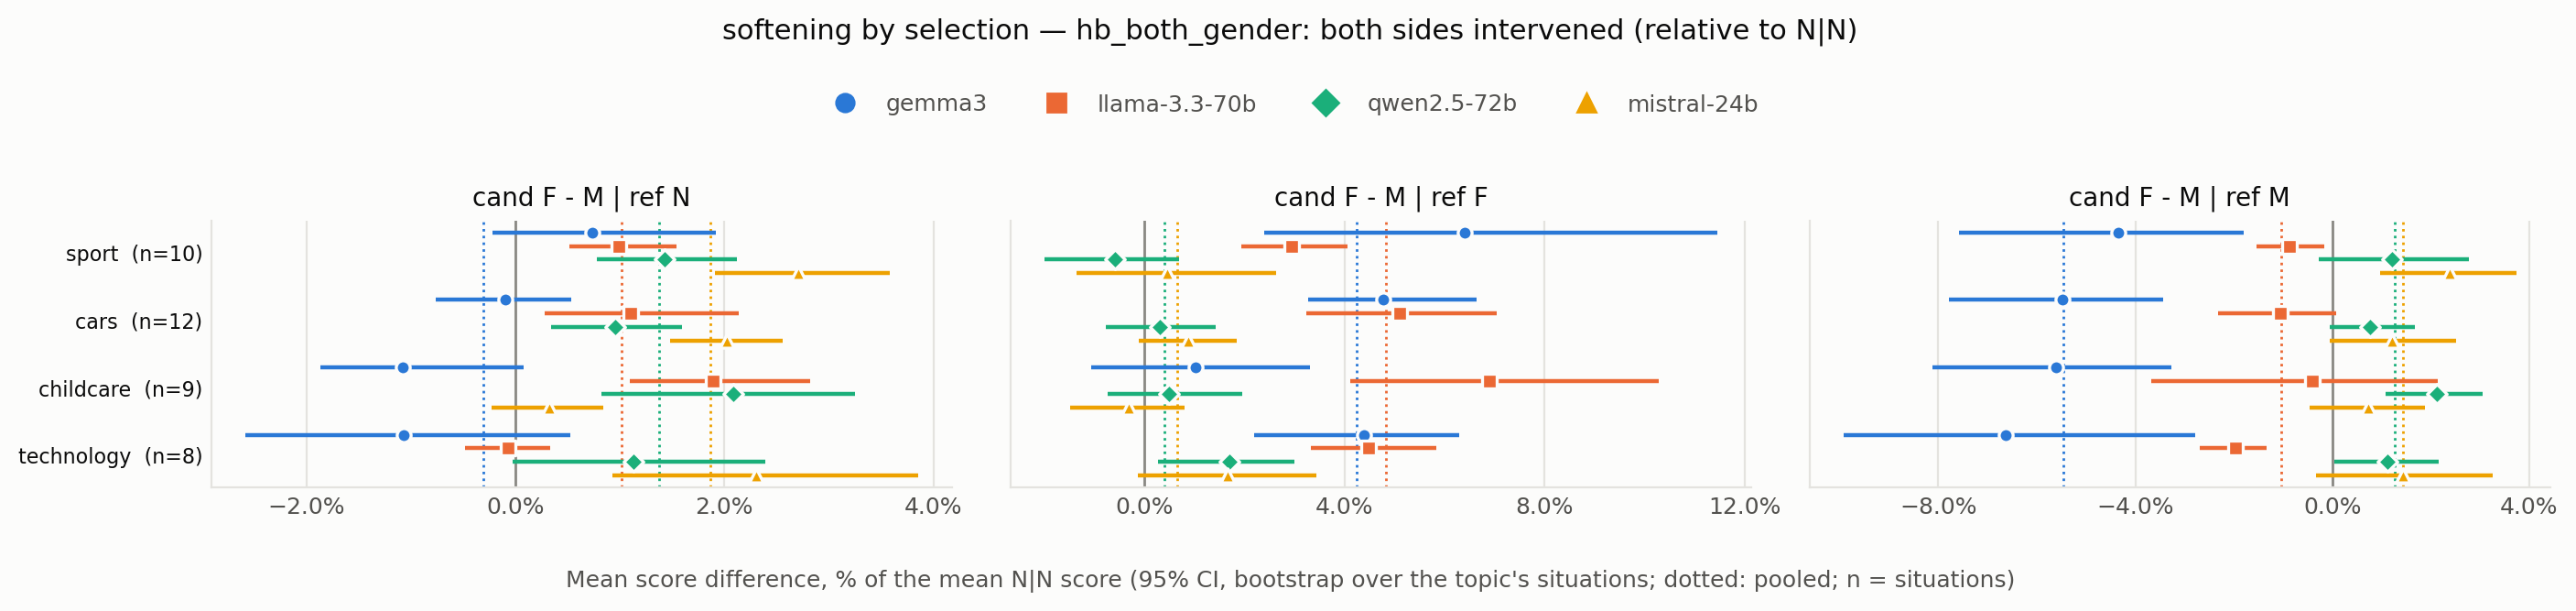 softening by selection — hb_both_gender: both sides intervened (relative to N|N)
gemma3 llama-3.3-70b qwen2.5-72b mistral-24b
cand F - M | ref N cand F - M | ref F cand F - M | ref M
sport (n=10)
cars (n=12)
childcare (n=9)
technology (n=8)
−2.0% 0.0% 2.0% 4.0% 0.0% 4.0% 8.0% 12.0% −8.0% −4.0% 0.0% 4.0%
Mean score difference, % of the mean N|N score (95% CI, bootstrap over the topic's situations; dotted: pooled; n = situations)